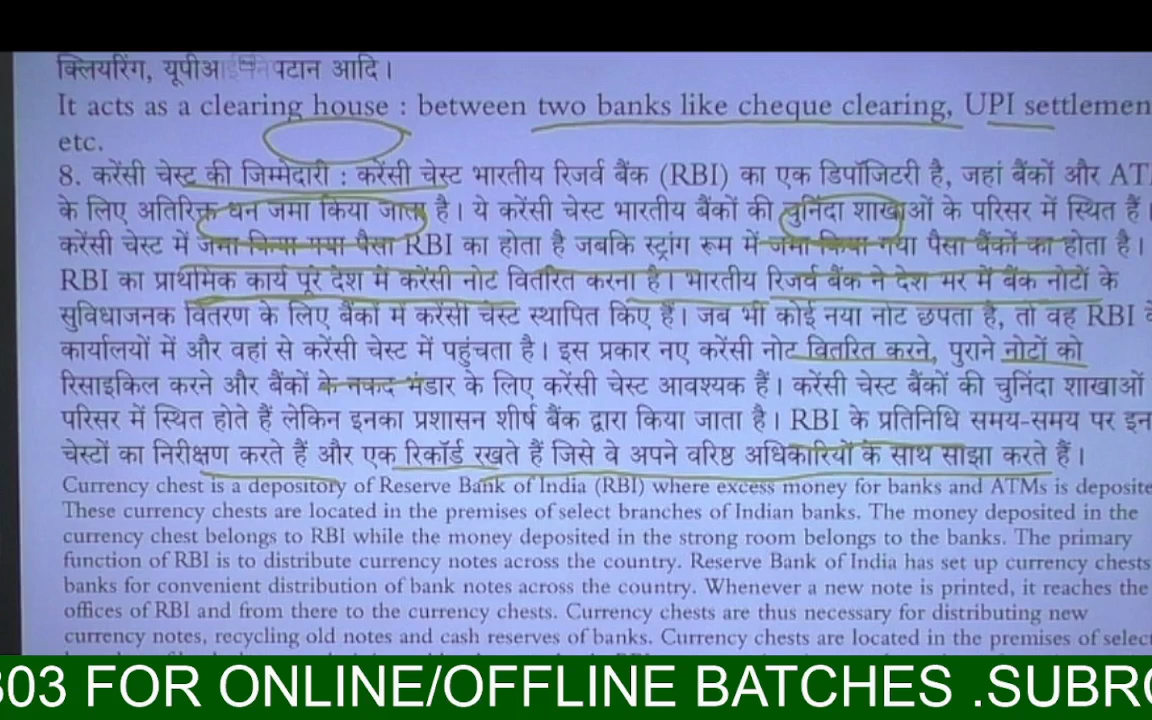 क्लियरिंग, यूपीआई निपटान आदि।
It acts as a clearing house : between two banks like cheque clearing, UPI settlemen
etc.
8. करेंसी चेस्ट की जिम्मेदारी : करेंसी चेस्ट भारतीय रिजर्व बैंक (RBI) का एक डिपॉजिटरी है, जहां बैंकों और AT
के लिए अतिरिक्त धन जमा किया जाता है। ये करेंसी चेस्ट भारतीय बैंकों की चुनिंदा शाखाओं के परिसर में स्थित हैं।
करेंसी चेस्ट में जमा किया गया पैसा RBI का होता है जबकि स्ट्रांग रूम में जमा किया गया पैसा बैंकों का होता है।
RBI का प्राथमिक कार्य पूरे देश में करेंसी नोट वितरित करना है। भारतीय रिजर्व बैंक ने देश भर में बैंक नोटों के
सुविधाजनक वितरण के लिए बैंकों में करेंसी चेस्ट स्थापित किए हैं। जब भी कोई नया नोट छपता है, तो वह RBI के
कार्यालयों में और वहां से करेंसी चेस्ट में पहुंचता है। इस प्रकार नए करेंसी नोट वितरित करने, पुराने नोटों को
रिसाइकिल करने और बैंकों के नकद भंडार के लिए करेंसी चेस्ट आवश्यक हैं। करेंसी चेस्ट बैंकों की चुनिंदा शाखाओं
परिसर में स्थित होते हैं लेकिन इनका प्रशासन शीर्ष बैंक द्वारा किया जाता है। RBI के प्रतिनिधि समय-समय पर इन
चेस्टों का निरीक्षण करते हैं और एक रिकॉर्ड रखते हैं जिसे वे अपने वरिष्ठ अधिकारियों के साथ साझा करते हैं।
Currency chest is a depository of Reserve Bank of India (RBI) where excess money for banks and ATMs is deposite
These currency chests are located in the premises of select branches of Indian banks. The money deposited in the
currency chest belongs to RBI while the money deposited in the strong room belongs to the banks. The primary
function of RBI is to distribute currency notes across the country. Reserve Bank of India has set up currency chests
banks for convenient distribution of bank notes across the country. Whenever a new note is printed, it reaches the
offices of RBI and from there to the currency chests. Currency chests are thus necessary for distributing new
currency notes, recycling old notes and cash reserves of banks. Currency chests are located in the premises of select
303 FOR ONLINE/OFFLINE BATCHES .SUBRO